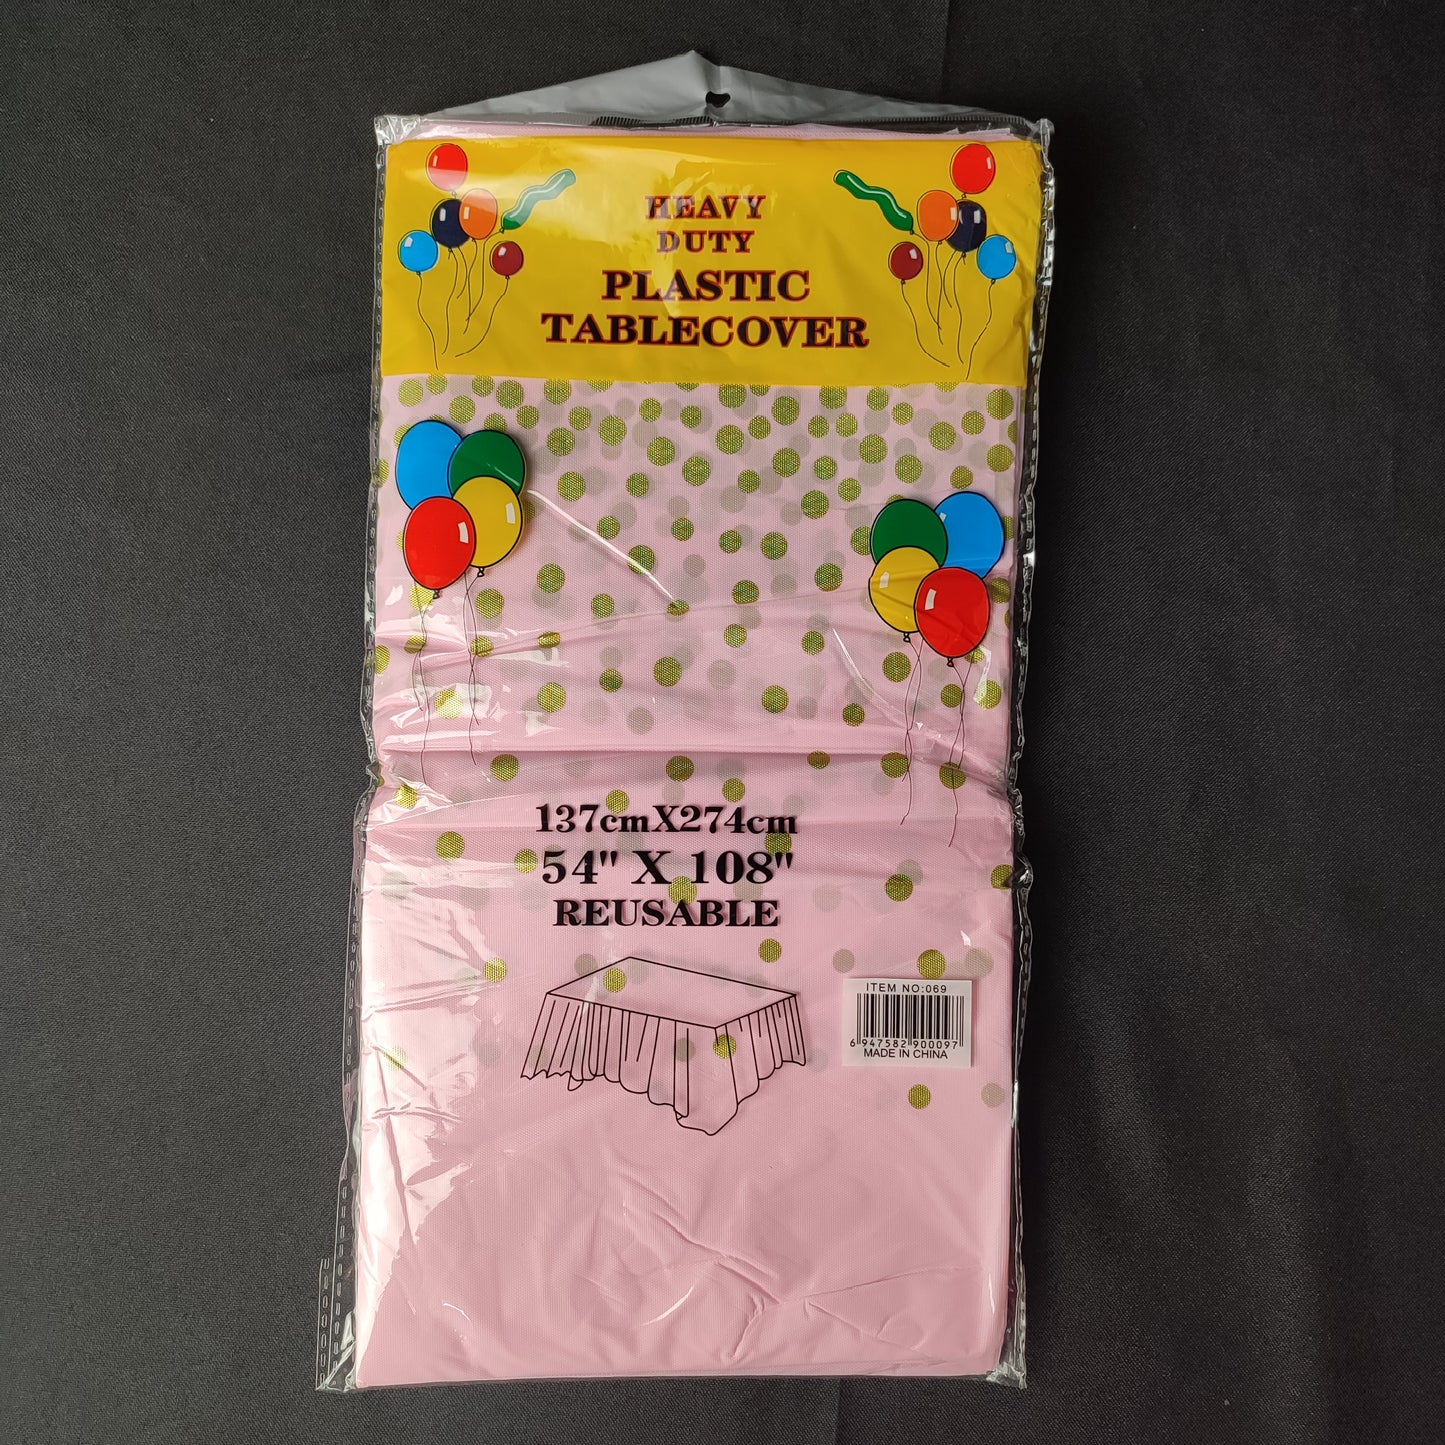 HEAVY
DUTY
PLASTIC
TABLECOVER
137cmX274cm
54" X 108"
REUSABLE
ITEM NO:069
6 947582 900097
MADE IN CHINA